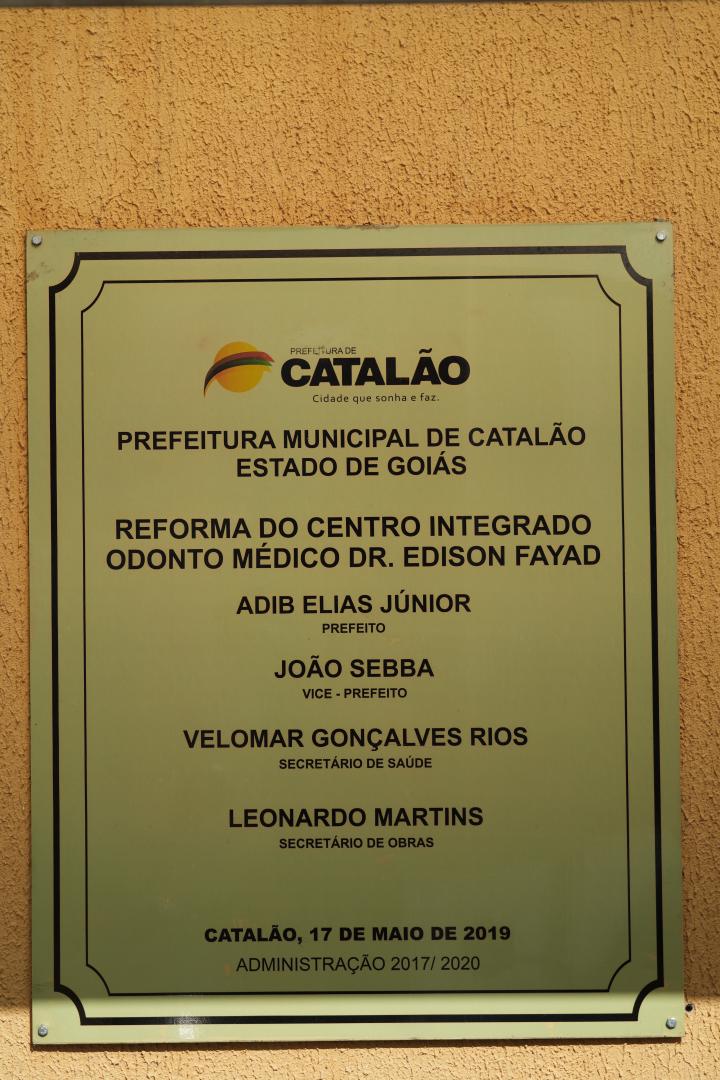 PREFEITURA DE
CATALÃO
Cidade que sonha e faz.
PREFEITURA MUNICIPAL DE CATALÃO
ESTADO DE GOIÁS
REFORMA DO CENTRO INTEGRADO
ODONTO MÉDICO DR. EDISON FAYAD
ADIB ELIAS JÚNIOR
PREFEITO
JOÃO SEBBA
VICE - PREFEITO
VELOMAR GONÇALVES RIOS
SECRETÁRIO DE SAÚDE
LEONARDO MARTINS
SECRETÁRIO DE OBRAS
CATALÃO, 17 DE MAIO DE 2019
ADMINISTRAÇÃO 2017/ 2020